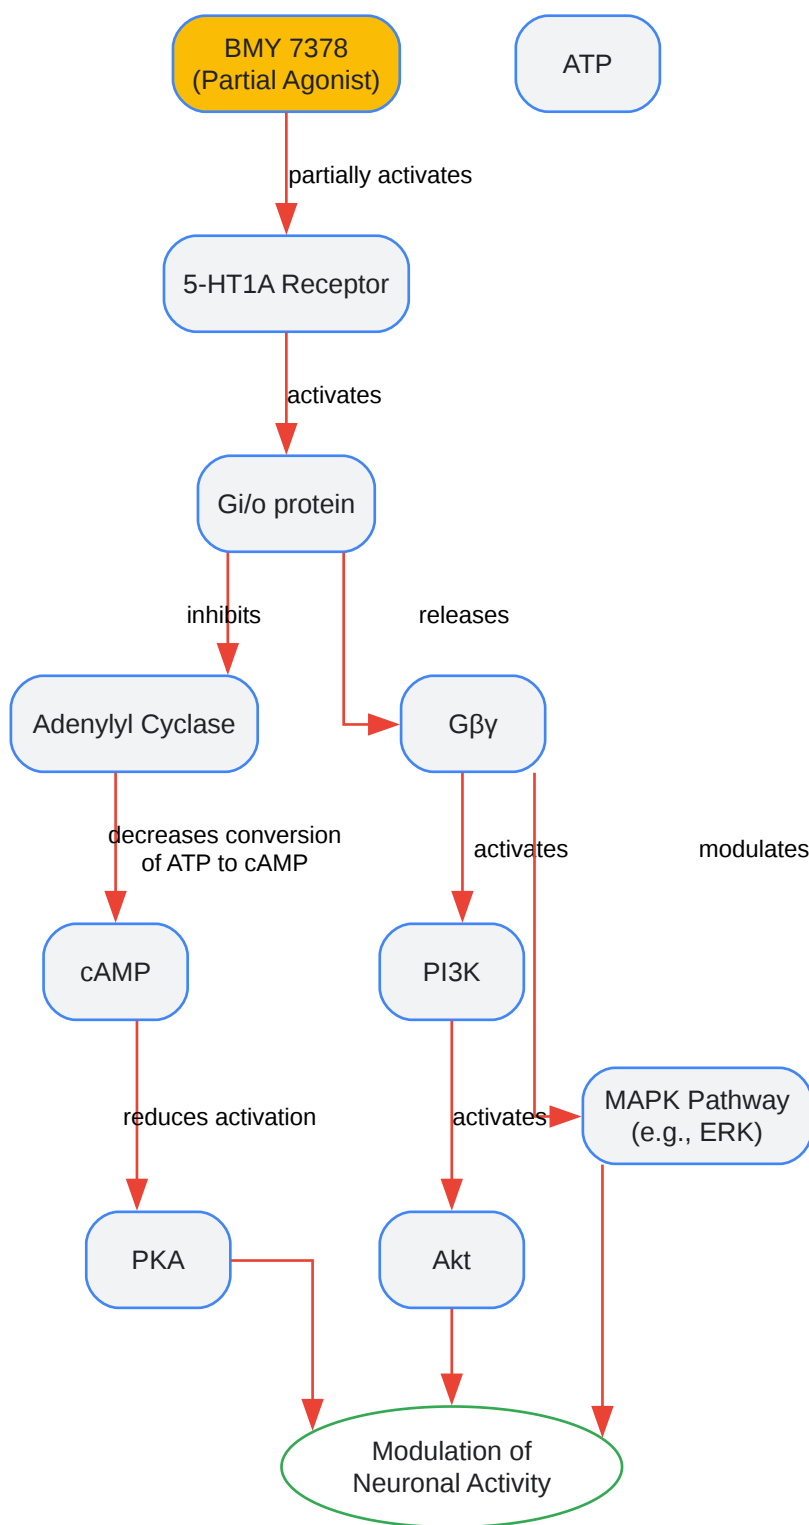 BMY 7378
(Partial Agonist)
ATP
partially activates
5-HT1A Receptor
activates
Gi/o protein
inhibits
releases
Adenylyl Cyclase
Gβγ
decreases conversion
of ATP to cAMP
activates
modulates
cAMP
PI3K
reduces activation
activates
MAPK Pathway
(e.g., ERK)
PKA
Akt
Modulation of
Neuronal Activity